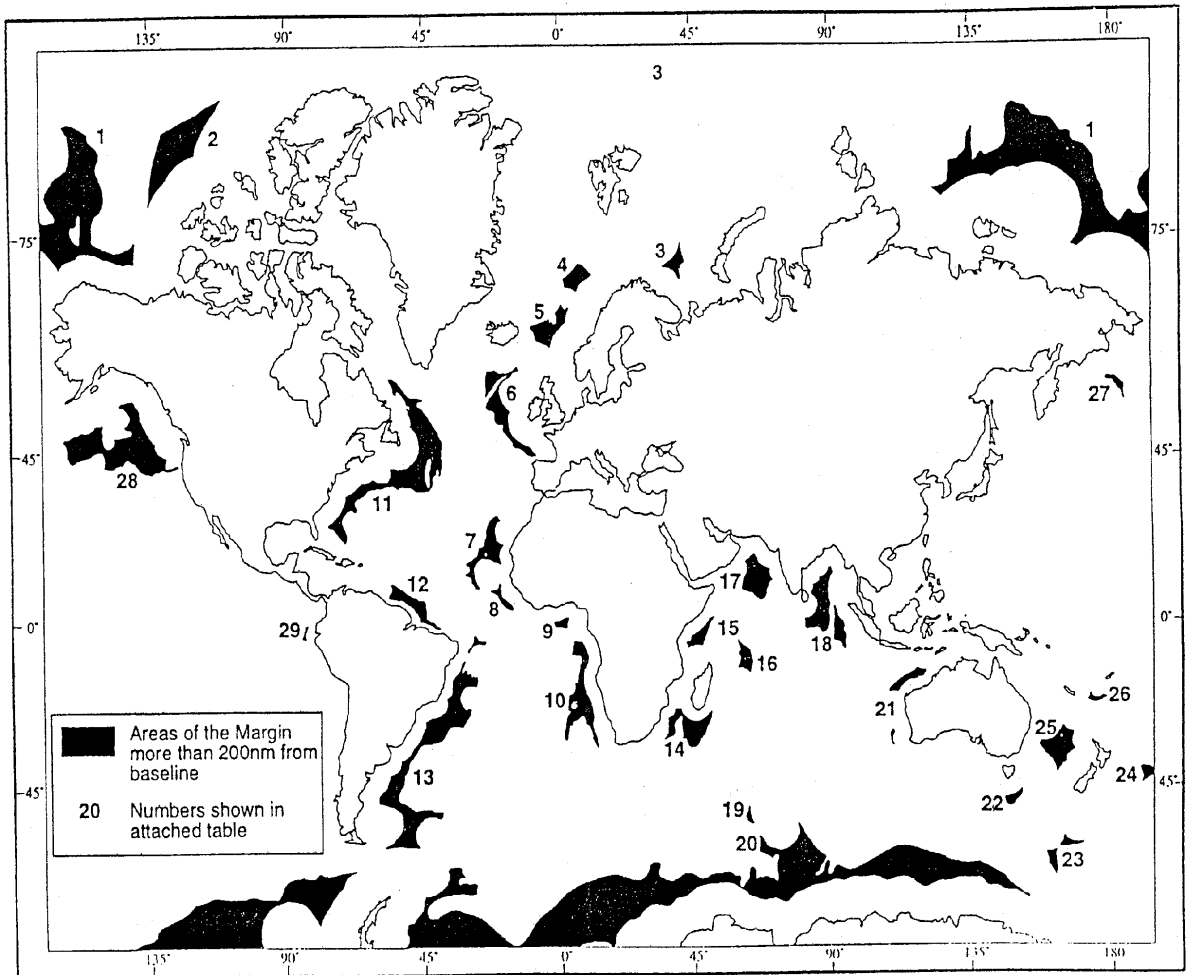 135° 90° 45° 0° 45° 90° 135° 180°
3
1 2 1
75° 75°
3
4
5
6 27
45° 45°
28
11
7
17
12
8
0° 29 9 15 18 0°
16
10 21 26
25
14
13 24
45° 45°
22
19
20 23
Areas of the Margin
more than 200nm from
baseline
20 Numbers shown in
attached table
135° 90° 45° 0° 45° 90° 135° 180